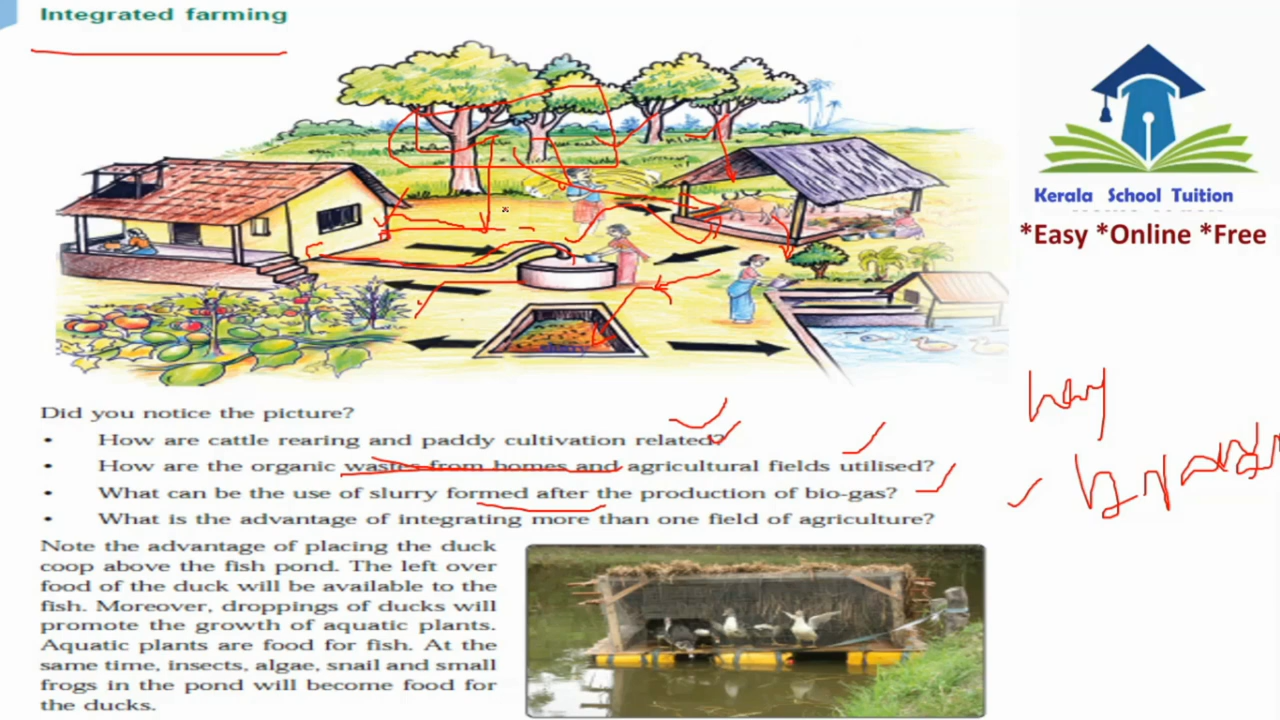 Integrated farming
Kerala School Tuition
*Easy *Online *Free
Did you notice the picture?
• How are cattle rearing and paddy cultivation related?
• How are the organic wastes from homes and agricultural fields utilised?
• What can be the use of slurry formed after the production of bio-gas?
• What is the advantage of integrating more than one field of agriculture?
Note the advantage of placing the duck
coop above the fish pond. The left over
food of the duck will be available to the
fish. Moreover, droppings of ducks will
promote the growth of aquatic plants.
Aquatic plants are food for fish. At the
same time, insects, algae, snail and small
frogs in the pond will become food for
the ducks.
hay